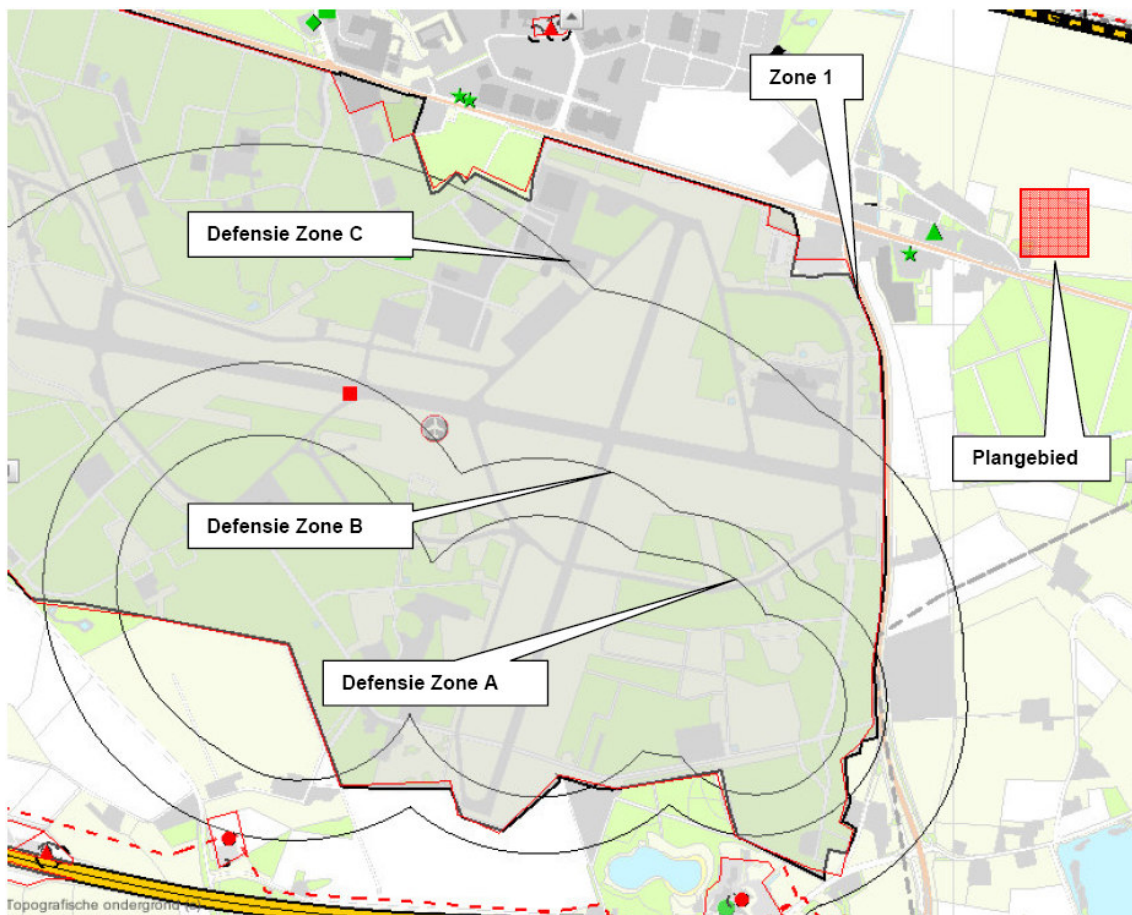 Zone 1
Defensie Zone C
Plangebied
Defensie Zone B
Defensie Zone A
Topografische ondergrond (c)